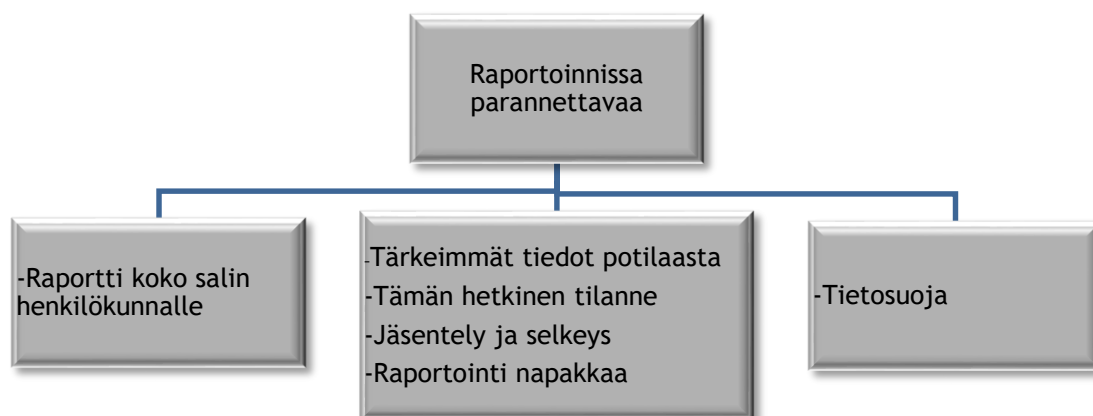 Raportoinnissa
parannettavaa
-Raportti koko salin
henkilökunnalle
-Tärkeimmät tiedot potilaasta
-Tämän hetkinen tilanne
-Jäsentely ja selkeys
-Raportointi napakkaa
-Tietosuoja